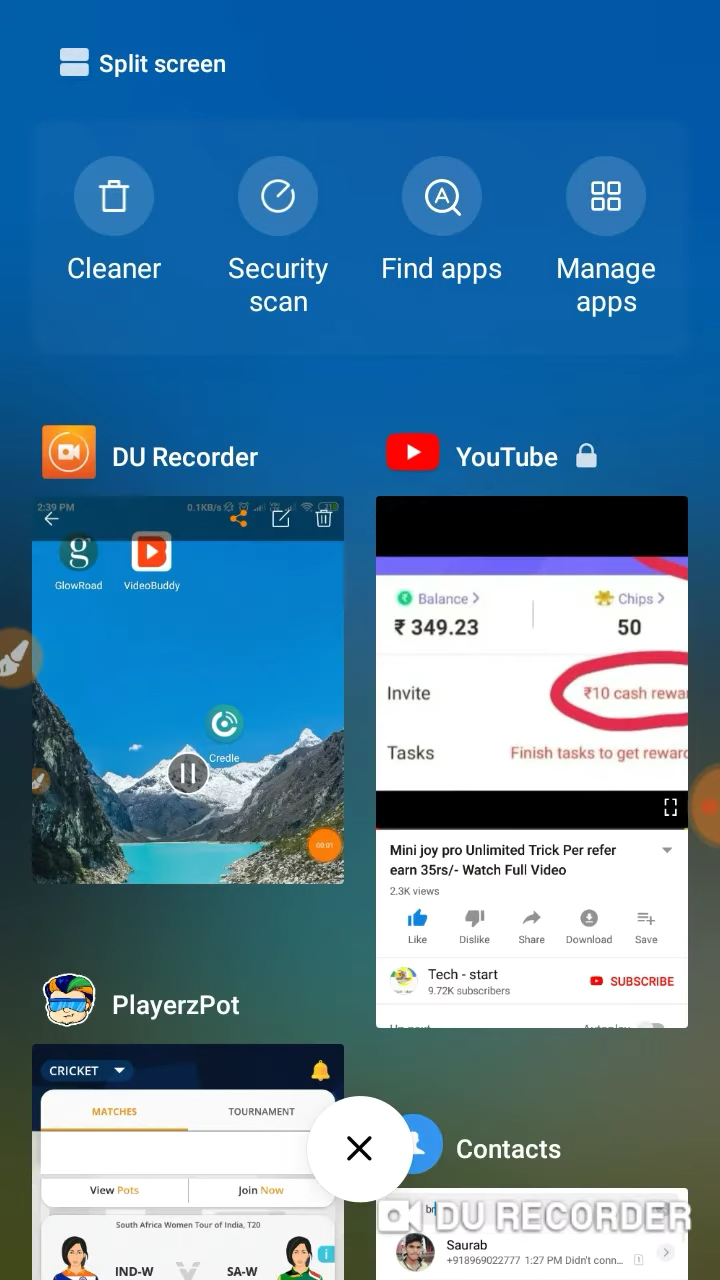 Split screen
Cleaner
Security
scan
Find apps
Manage
apps
DU Recorder
YouTube
2:39 PM
0.1KB/s
GlowRoad
VideoBuddy
Credle
00:01
Balance
Chips
₹ 349.23
50
Invite
₹10 cash rewa
Tasks
Finish tasks to get reward
Mini joy pro Unlimited Trick Per refer
earn 35rs/- Watch Full Video
2.3K views
Like
Dislike
Share
Download
Save
Tech - start
9.72K subscribers
SUBSCRIBE
PlayerzPot
CRICKET
MATCHES
TOURNAMENT
View Pots
Join Now
South Africa Women Tour of India, T20
IND-W
V
SA-W
i
Contacts
br
DU RECORDER
Saurab
+918969022777 1:27 PM Didn't conn...